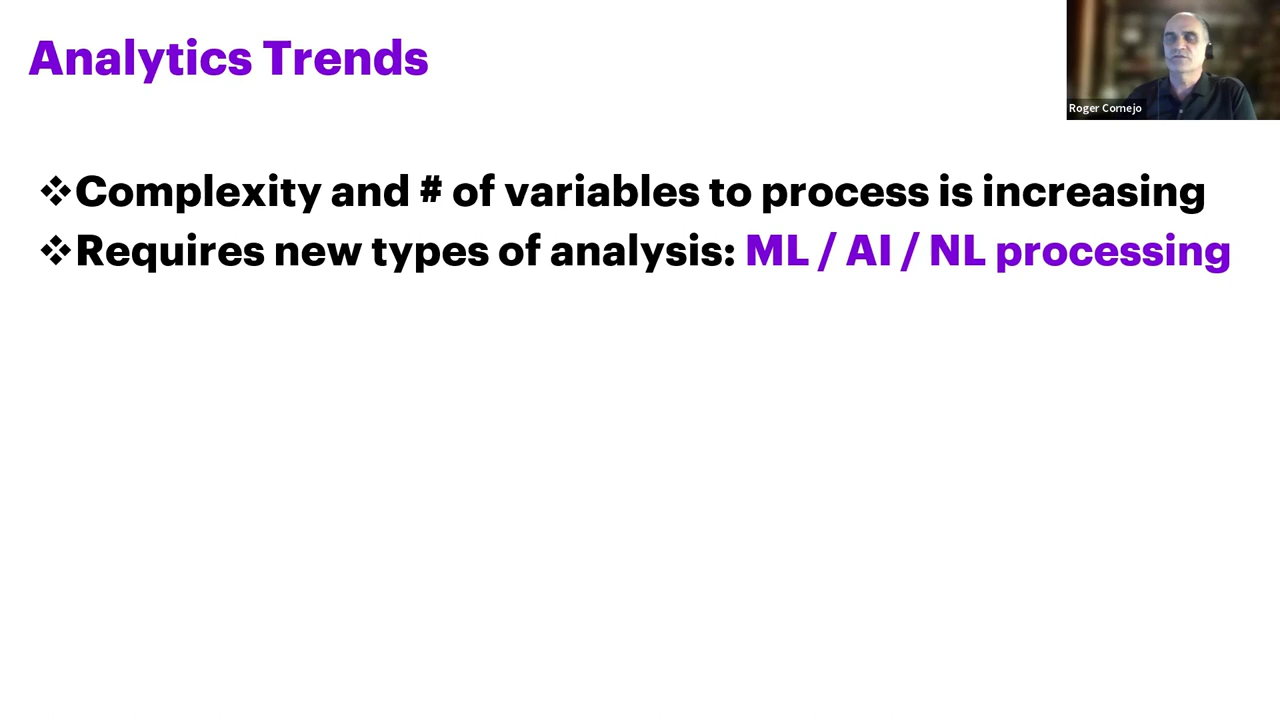 Analytics Trends
Roger Cornejo
❖Complexity and # of variables to process is increasing
❖Requires new types of analysis: ML / AI / NL processing